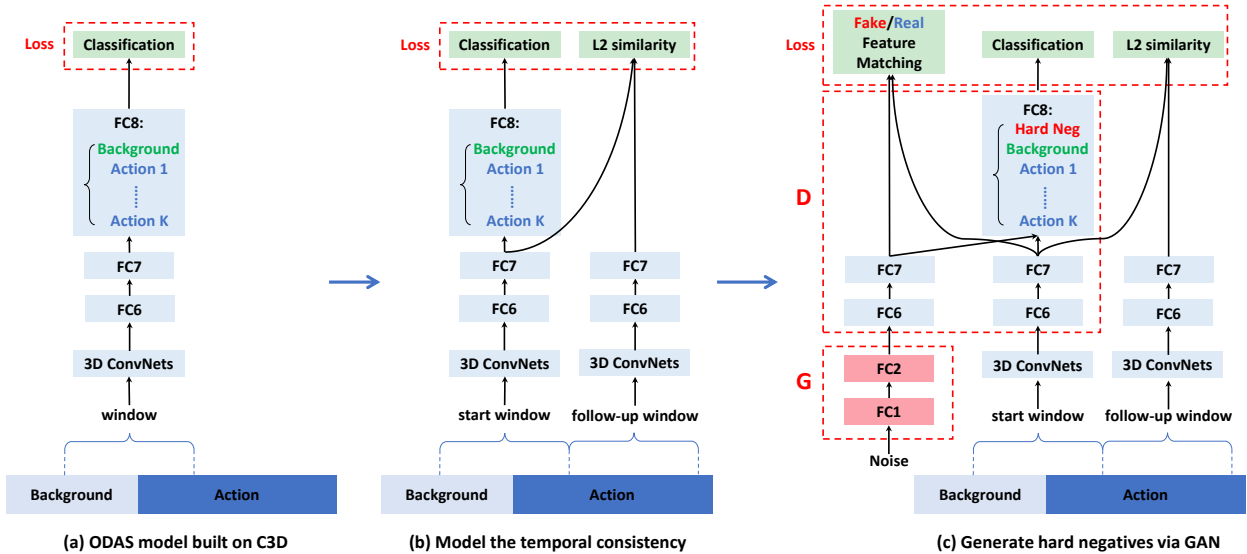 Loss
Classification
FC8:
Background
Action 1
Action K
FC7
FC6
3D ConvNets
window
Background
Action
(a) ODAS model built on C3D
Loss
Classification
L2 similarity
FC8:
Background
Action 1
Action K
FC7
FC7
FC6
FC6
3D ConvNets
3D ConvNets
start window
follow-up window
Background
Action
(b) Model the temporal consistency
Loss
Fake/Real
Feature
Matching
Classification
L2 similarity
D
FC8:
Hard Neg
Background
Action 1
Action K
FC7
FC7
FC7
FC6
FC6
FC6
G
FC2
FC1
Noise
3D ConvNets
3D ConvNets
start window
follow-up window
Background
Action
(c) Generate hard negatives via GAN